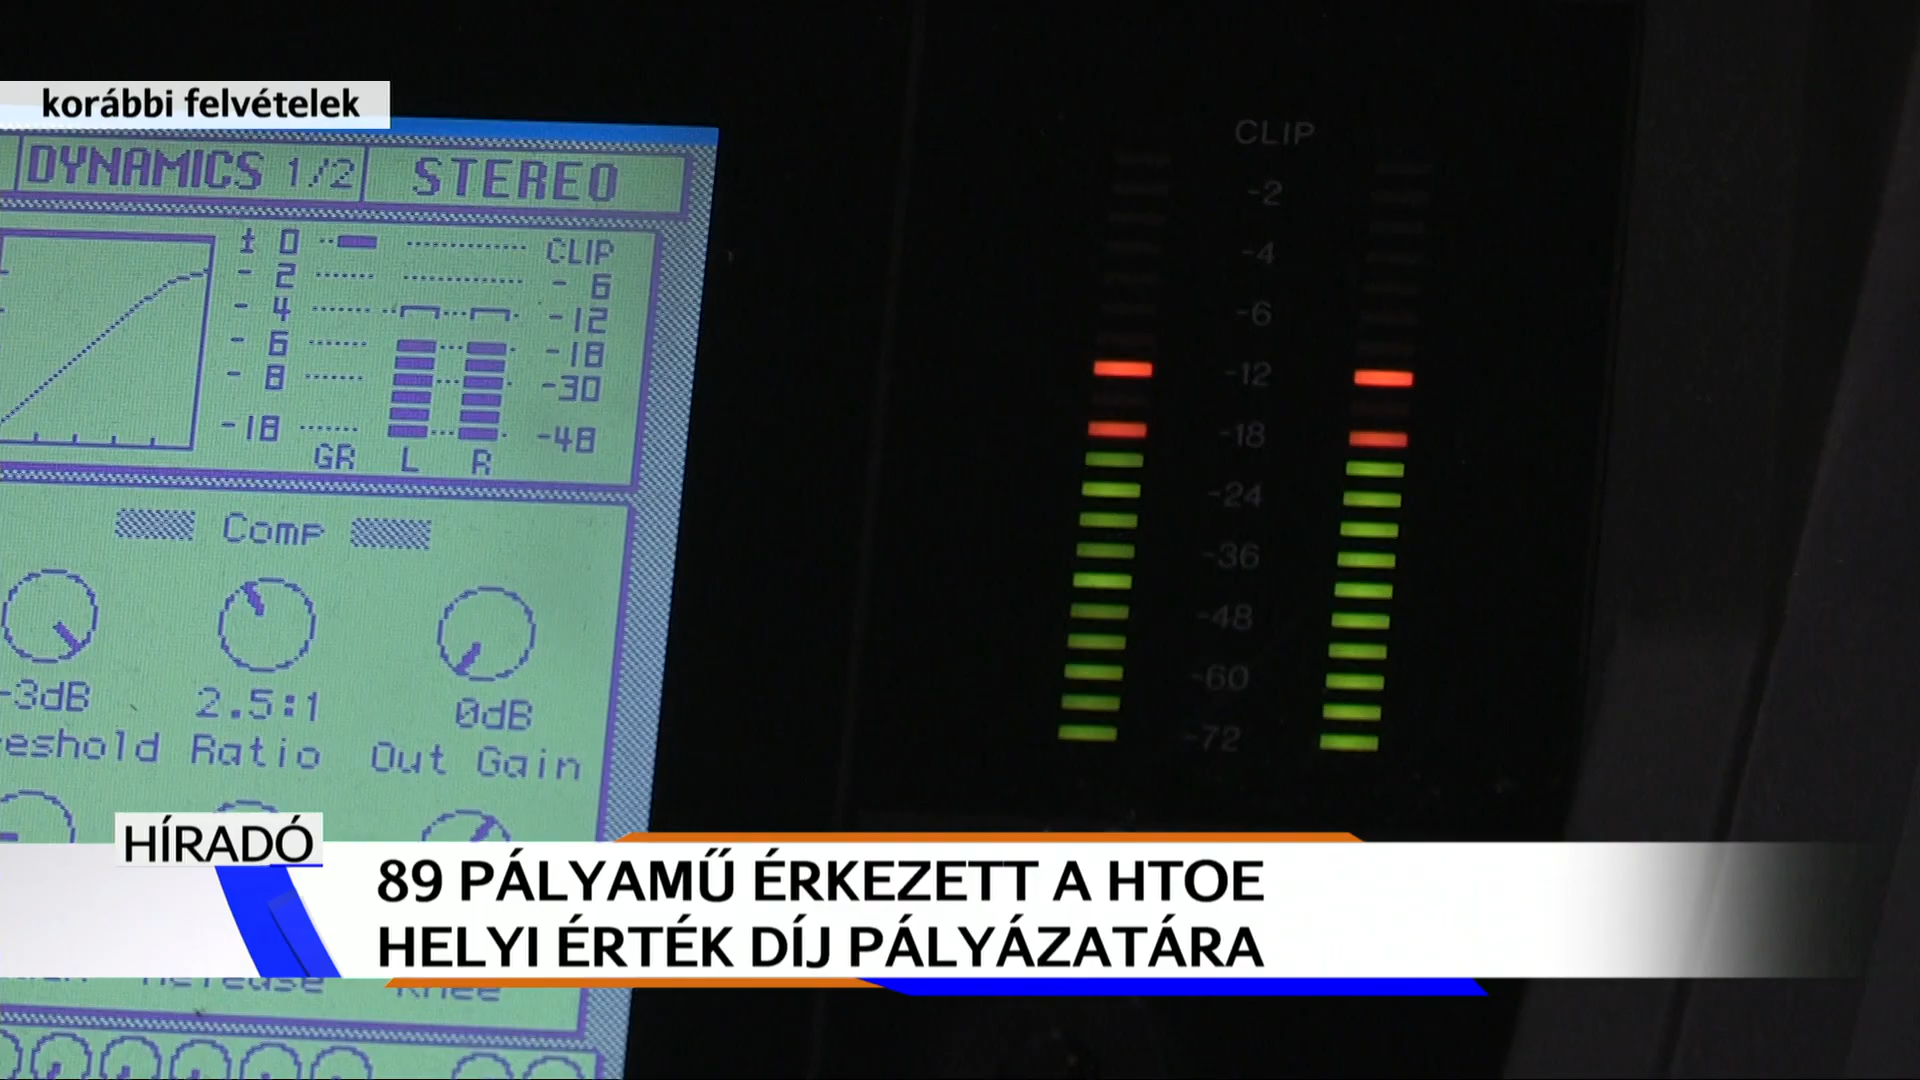 korábbi felvételek
DYNAMICS 1/2 STEREO
± 0 CLIP
- 2 - 6
- 4 -12
- 6 -18
- 8 -30
-18 -48
GR L R
Comp
-3dB 2.5:1 0dB
Ratio Out Gain
CLIP
-2
-4
-6
-12
-18
-24
-36
-48
-60
-72
HÍRADÓ
89 PÁLYAMŰ ÉRKEZETT A HTOE
HELYI ÉRTÉK DÍJ PÁLYÁZATÁRA
Knee